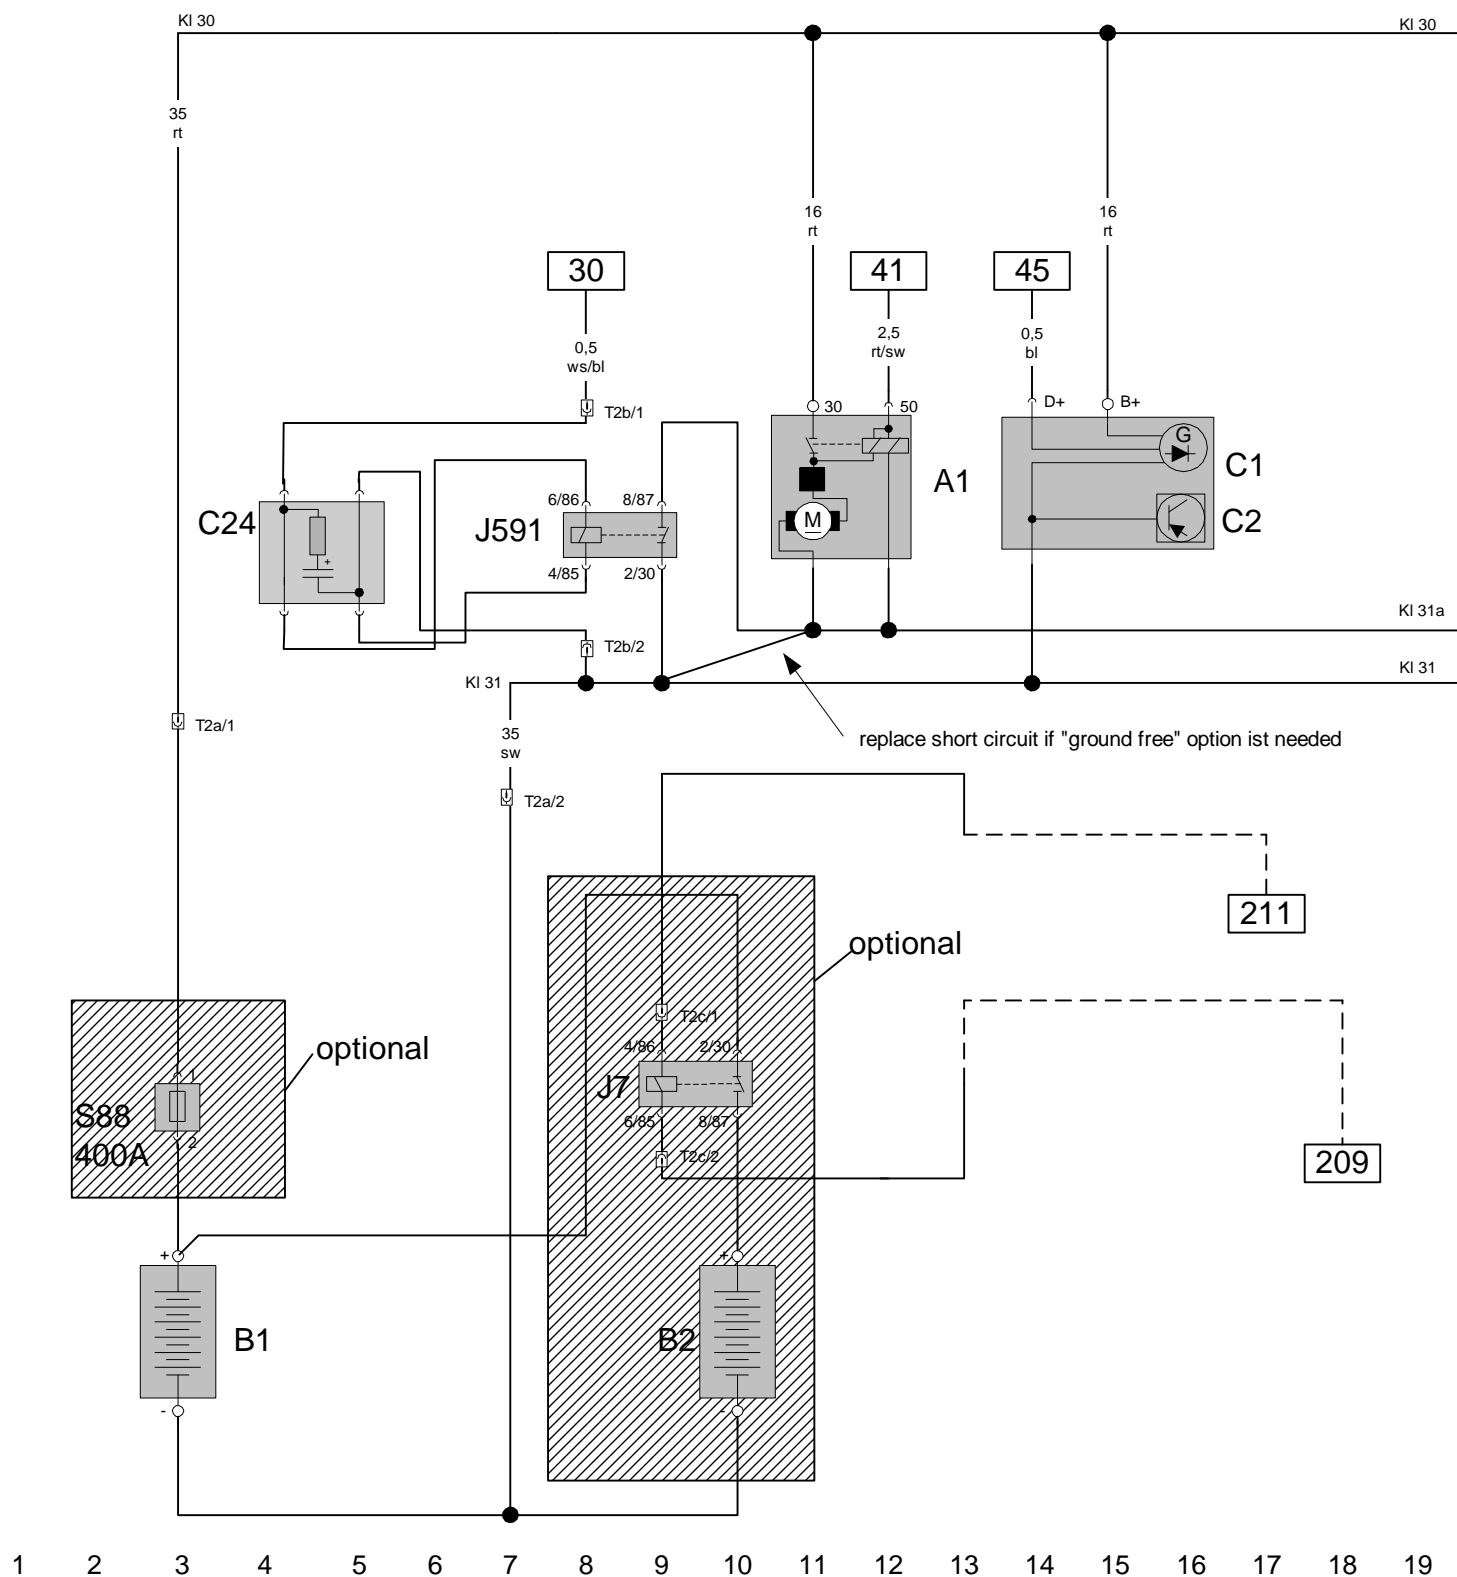 Kl 30
Kl 30
35
rt
16
rt
16
rt
30
41
45
0,5
ws/bl
2,5
rt/sw
0,5
bl
T2b/1
30
50
D+
B+
G
C1
A1
C24
6/86
8/87
J591
M
C2
+
4/85
2/30
Kl 31a
T2b/2
Kl 31
Kl 31
T2a/1
35
sw
replace short circuit if "ground free" option ist needed
T2a/2
211
optional
T2c/1
optional
4/86
2/30
1
J7
S88
400A
2
6/85
8/87
T2c/2
209
+
+
B1
B2
-
-
1 2 3 4 5 6 7 8 9 10 11 12 13 14 15 16 17 18 19